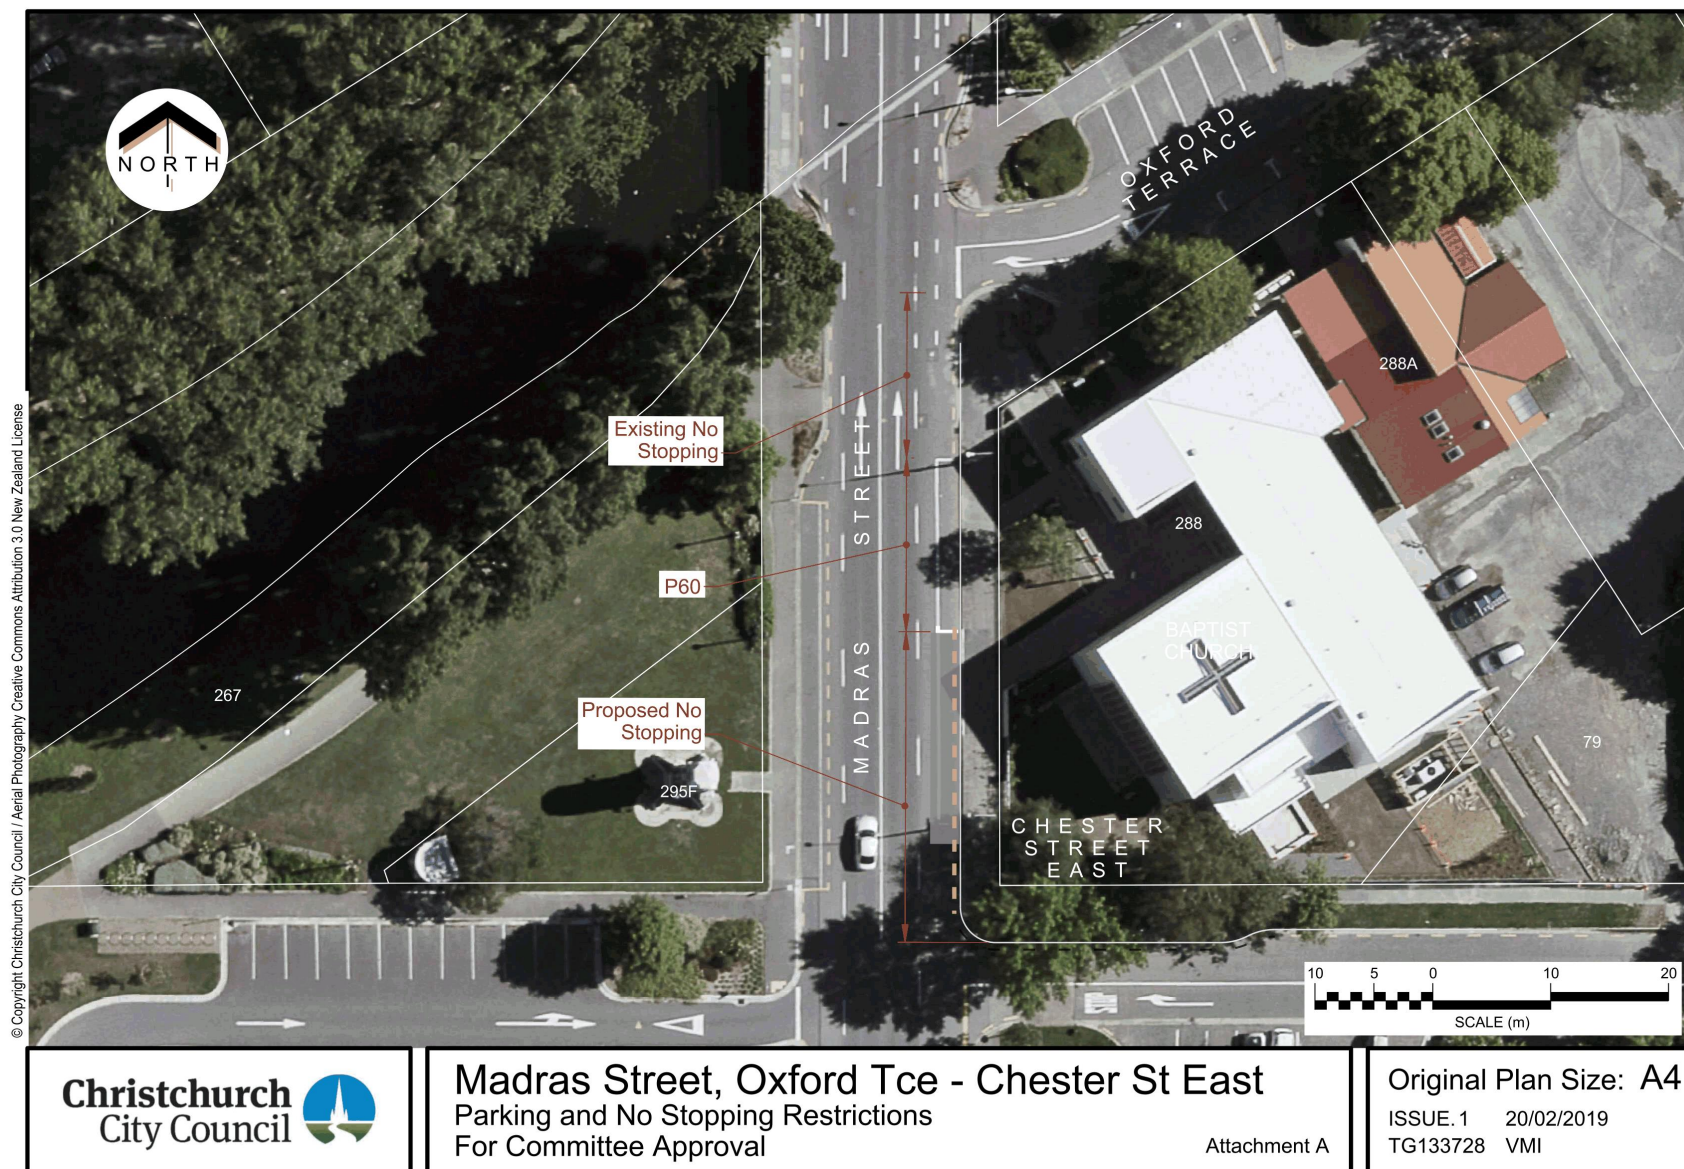 NORTH
OXFORD
TERRACE
Existing No
Stopping
288A
STREET
288
P60
BAPTIST
CHURCH
267
MADRAS
Proposed No
Stopping
79
295F
CHESTER
STREET
EAST
10 5 0 10 20
SCALE (m)
© Copyright Christchurch City Council / Aerial Photography Creative Commons Attribution 3.0 New Zealand License
Christchurch
City Council
Madras Street, Oxford Tce - Chester St East
Parking and No Stopping Restrictions
For Committee Approval
Attachment A
Original Plan Size: A4
ISSUE. 1 20/02/2019
TG133728 VMI